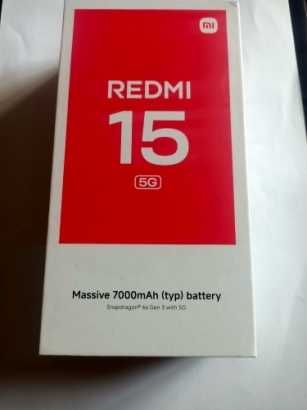 mi
REDMI
15
5G
Massive 7000mAh (typ) battery
Snapdragon® 6s Gen 3 with 5G